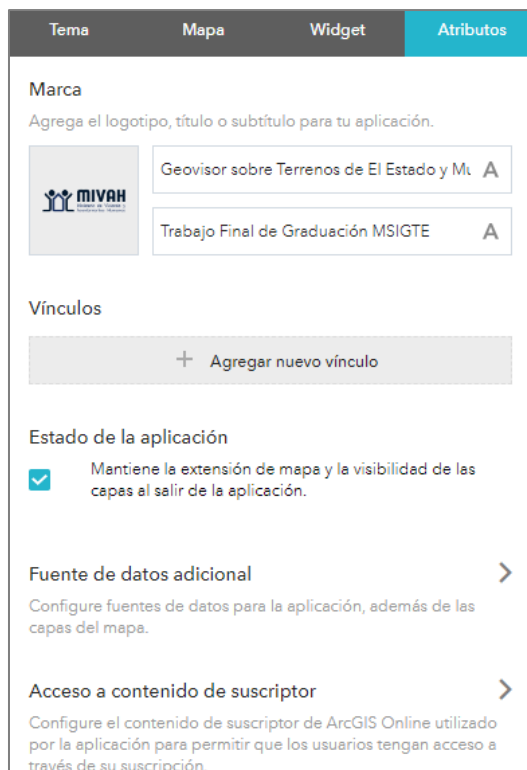 Tema Mapa Widget Atributos
Marca
Agrega el logotipo, título o subtítulo para tu aplicación.
MIVAH
Geovisor sobre Terrenos de El Estado y Mu A
Trabajo Final de Graduación MSIGTE A
Vínculos
+ Agregar nuevo vínculo
Estado de la aplicación
Mantiene la extensión de mapa y la visibilidad de las
capas al salir de la aplicación.
Fuente de datos adicional
Configure fuentes de datos para la aplicación, además de las
capas del mapa.
Acceso a contenido de suscriptor
Configure el contenido de suscriptor de ArcGIS Online utilizado
por la aplicación para permitir que los usuarios tengan acceso a
través de su suscripción.